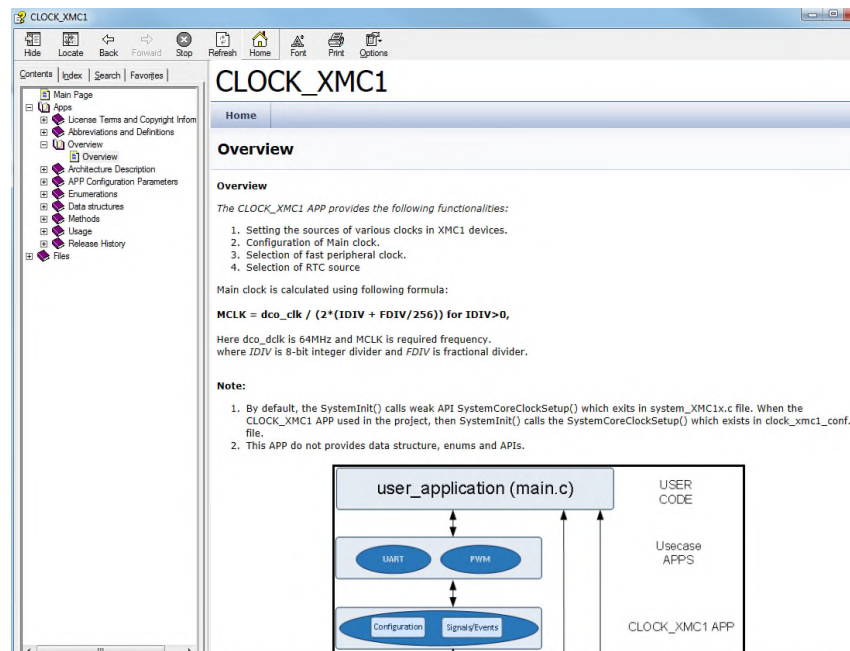 CLOCK_XMC1
Hide Locate Back Forward Stop Refresh Home Font Print Options
Contents Index Search Favorites
Main Page
Apps
License Terms and Copyright Inform
Abbreviations and Definitions
Overview
Overview
Architecture Description
APP Configuration Parameters
Enumerations
Data structures
Methods
Usage
Release History
Files
CLOCK_XMC1
Home
Overview
Overview
The CLOCK_XMC1 APP provides the following functionalities:
1. Setting the sources of various clocks in XMC1 devices.
2. Configuration of Main clock.
3. Selection of fast peripheral clock.
4. Selection of RTC source
Main clock is calculated using following formula:
MCLK = dco_clk / (2*(IDIV + FDIV/256)) for IDIV>0,
Here dco_dclk is 64MHz and MCLK is required frequency.
where IDIV is 8-bit integer divider and FDIV is fractional divider.
Note:
1. By default, the SystemInit() calls weak API SystemCoreClockSetup() which exits in system_XMC1x.c file. When the
CLOCK_XMC1 APP used in the project, then SystemInit() calls the SystemCoreClockSetup() which exists in clock_xmc1_conf.
file.
2. This APP do not provides data structure, enums and APIs.
user_application (main.c)
USER
CODE
UART
PWM
Usecase
APPS
Configuration
Signals/Events
CLOCK_XMC1 APP